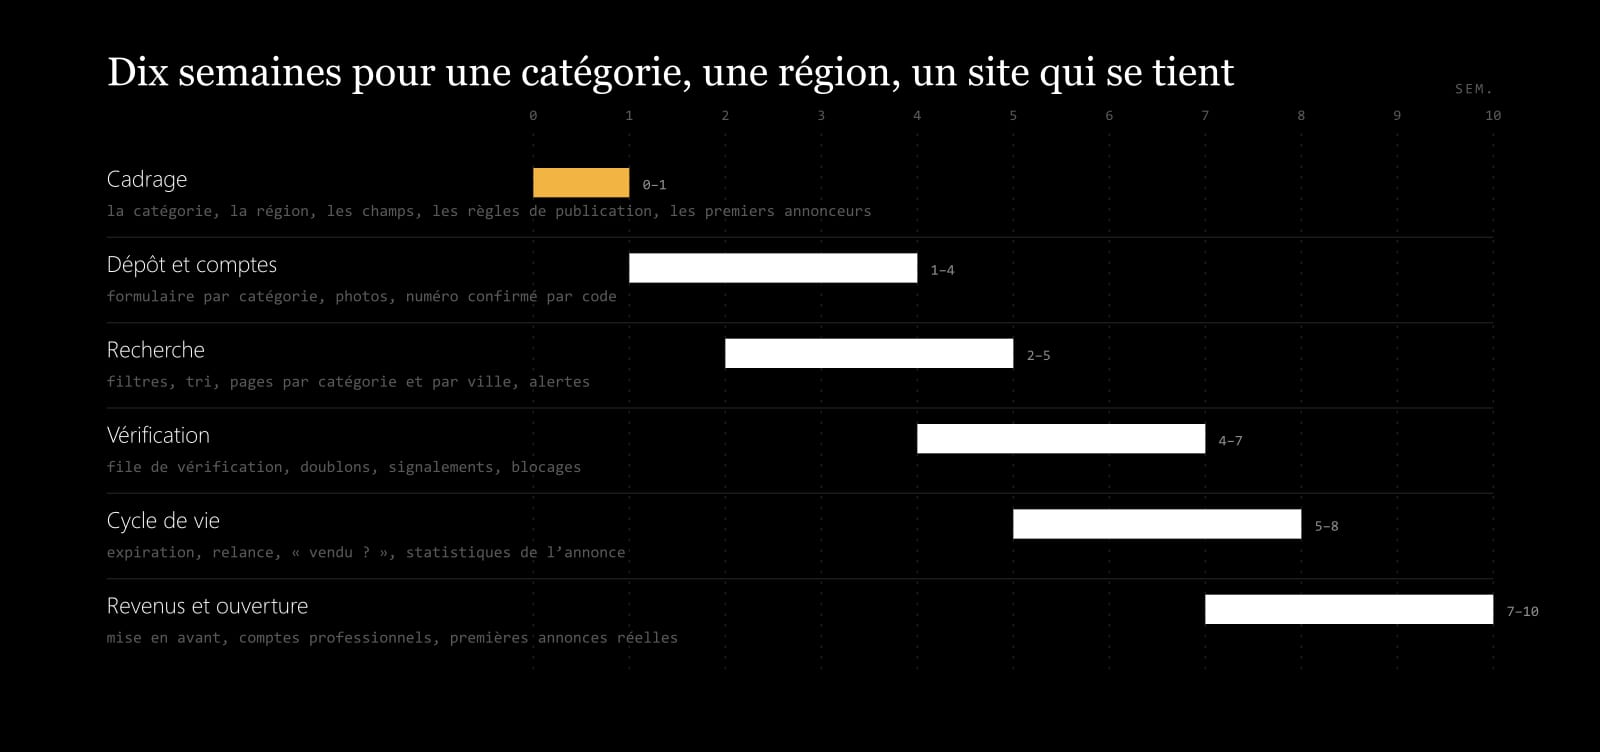 Dix semaines pour une catégorie, une région, un site qui se tient
SEM.
0 1 2 3 4 5 6 7 8 9 10
Cadrage
0–1
la catégorie, la région, les champs, les règles de publication, les premiers annonceurs
Dépôt et comptes
1–4
formulaire par catégorie, photos, numéro confirmé par code
Recherche
2–5
filtres, tri, pages par catégorie et par ville, alertes
Vérification
4–7
file de vérification, doublons, signalements, blocages
Cycle de vie
5–8
expiration, relance, « vendu ? », statistiques de l’annonce
Revenus et ouverture
7–10
mise en avant, comptes professionnels, premières annonces réelles